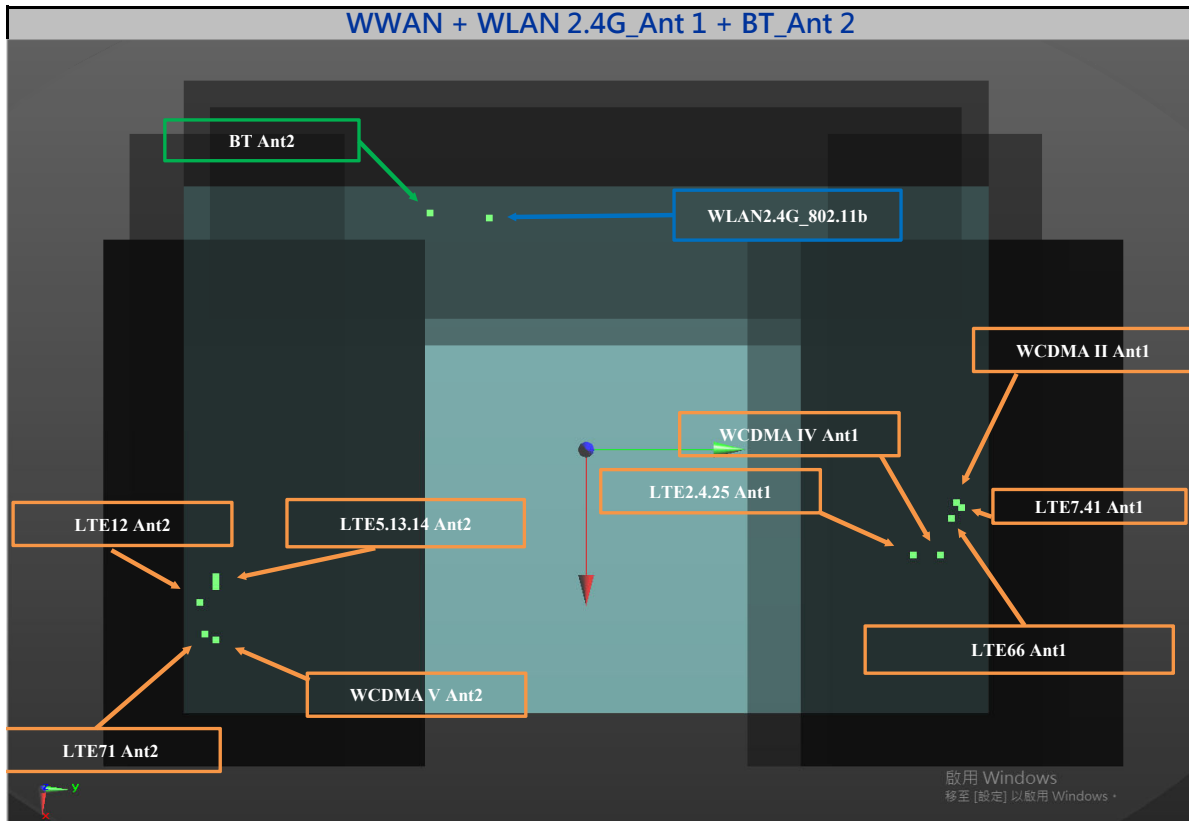 WWAN + WLAN 2.4G_Ant 1 + BT_Ant 2
BT Ant2
WLAN2.4G_802.11b
WCDMA II Ant1
WCDMA IV Ant1
LTE2.4.25 Ant1
LTE7.41 Ant1
LTE12 Ant2
LTE5.13.14 Ant2
LTE66 Ant1
WCDMA V Ant2
LTE71 Ant2
啟用 Windows
移至 [設定] 以啟用 Windows。
y
x